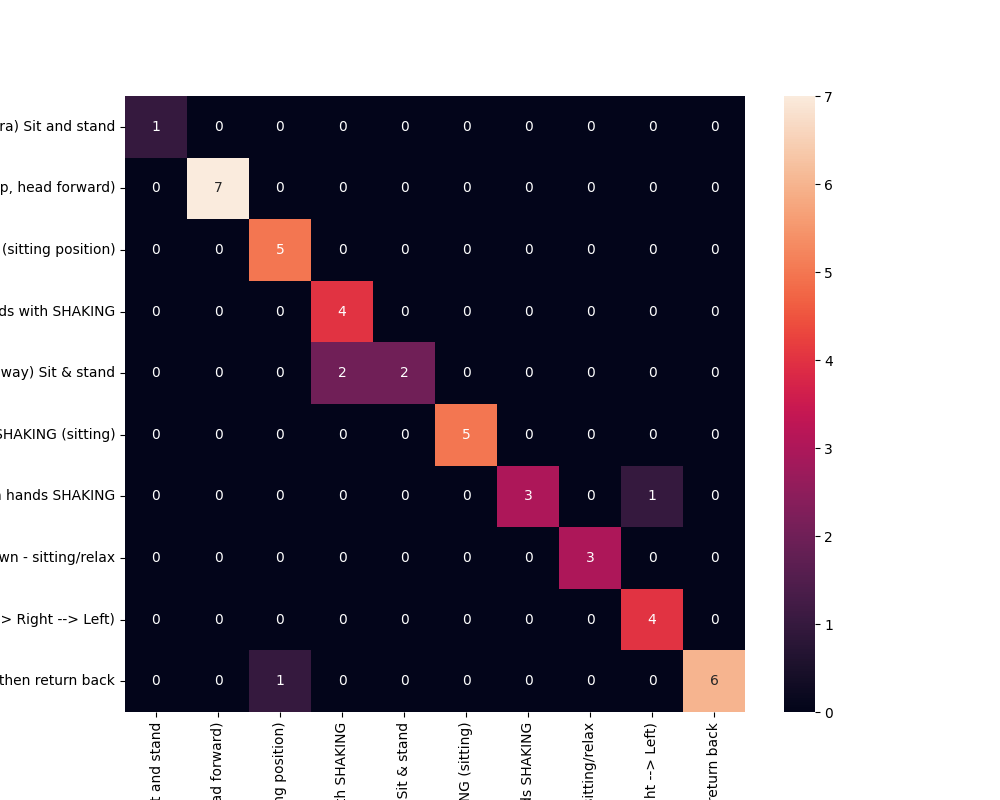 ra) Sit and stand 1 0 0 0 0 0 0 0 0 0
p, head forward) 0 7 0 0 0 0 0 0 0 0
(sitting position) 0 0 5 0 0 0 0 0 0 0
ds with SHAKING 0 0 0 4 0 0 0 0 0 0
way) Sit & stand 0 0 0 2 2 0 0 0 0 0
SHAKING (sitting) 0 0 0 0 0 5 0 0 0 0
hands SHAKING 0 0 0 0 0 0 3 0 1 0
wn - sitting/relax 0 0 0 0 0 0 0 3 0 0
> Right --> Left) 0 0 0 0 0 0 0 0 4 0
then return back 0 0 1 0 0 0 0 0 0 6
t and stand
ad forward)
ng position)
th SHAKING
Sit & stand
NG (sitting)
ds SHAKING
sitting/relax
ht --> Left)
return back
7
6
5
4
3
2
1
0